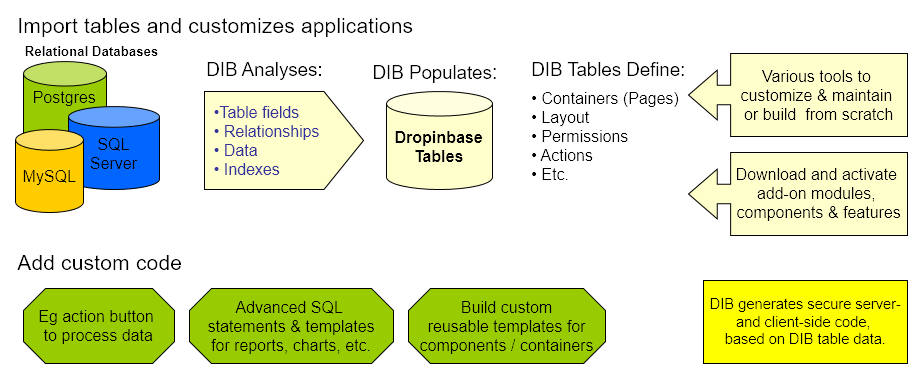 Import tables and customizes applications
Relational Databases
Postgres
SQL
Server
MySQL
DIB Analyses:
•Table fields
• Relationships
• Data
• Indexes
DIB Populates:
Dropinbase
Tables
DIB Tables Define:
• Containers (Pages)
• Layout
• Permissions
• Actions
• Etc.
Various tools to
customize & maintain
or build from scratch
Download and activate
add-on modules,
components & features
Add custom code
Eg action button
to process data
Advanced SQL
statements & templates
for reports, charts, etc.
Build custom
reusable templates for
components / containers
DIB generates secure server-
and client-side code,
based on DIB table data.